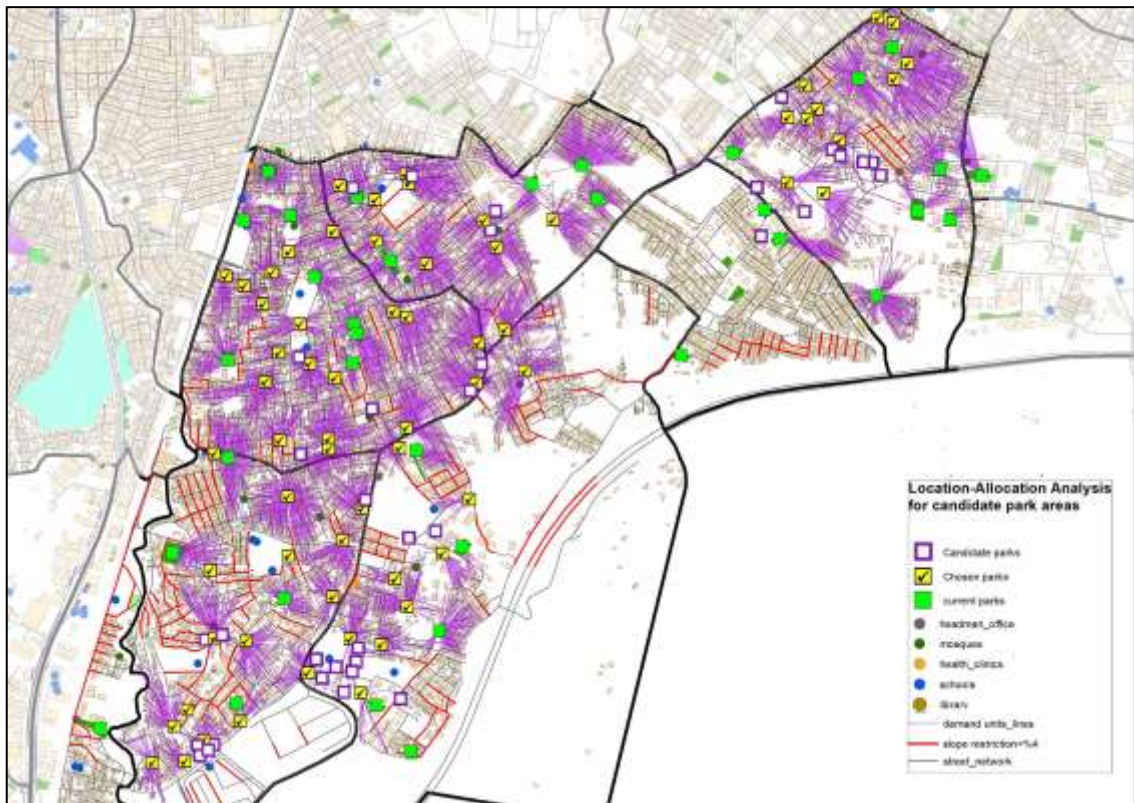 Location-Allocation Analysis
for candidate park areas
Candidate parks
Chosen parks
current parks
headmen_office
mosques
health_clinics
schools
library
demand units_lines
slope restriction=%4
street_network